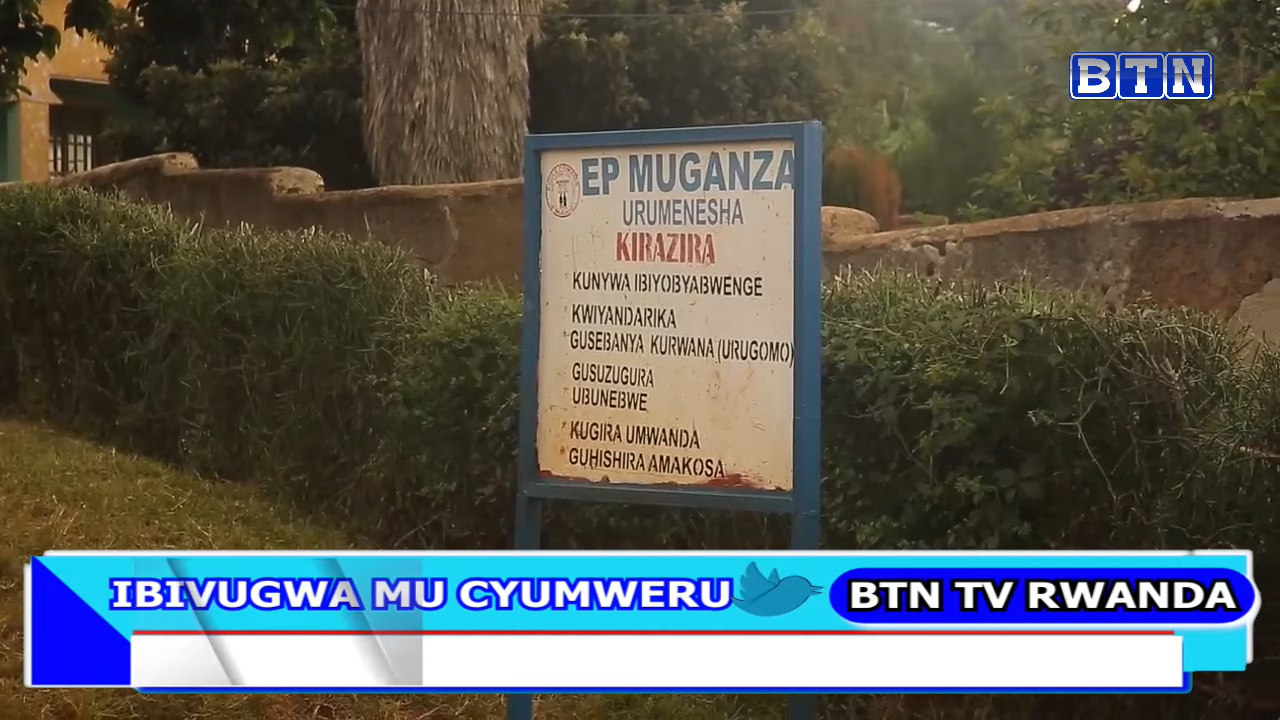 BTN
EP MUGANZA
URUMENESHA
KIRAZIRA
KUNYWA IBIYOBYABWENGE
KWIYANDARIKA
GUSEBANYA KURWANA (URUGOMO)
GUSUZUGURA
UBUNEBWE
KUGIRA UMWANDA
GUHISHIRA AMAKOSA
IBIVUGWA MU CYUMWERU
BTN TV RWANDA